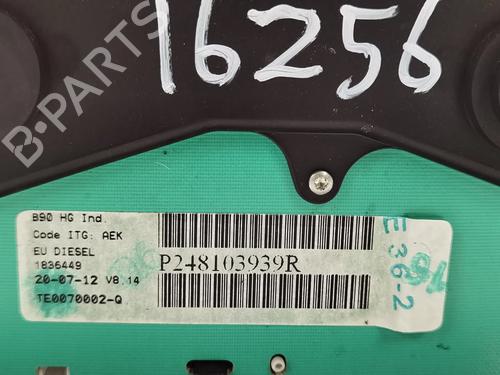 16256
B-PARTS
B90 HG Ind.
Code ITG: AEK
EU DIESEL
1836449
20-07-12 V8.14
TE0070002-Q
P248103939R
E 36-2